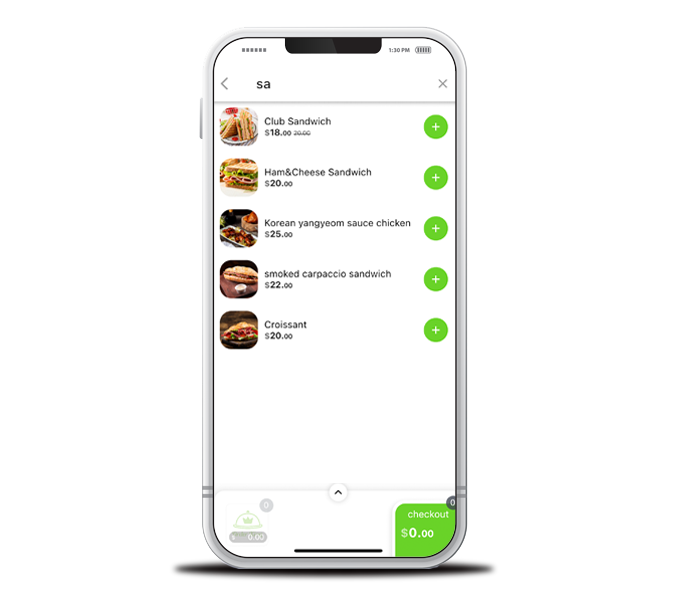 1:30 PM
sa
Club Sandwich
$18.00 20.00
Ham&Cheese Sandwich
$20.00
Korean yangyeom sauce chicken
$25.00
smoked carpaccio sandwich
$22.00
Croissant
$20.00
0
0
checkout
$ 0.00
$0.00